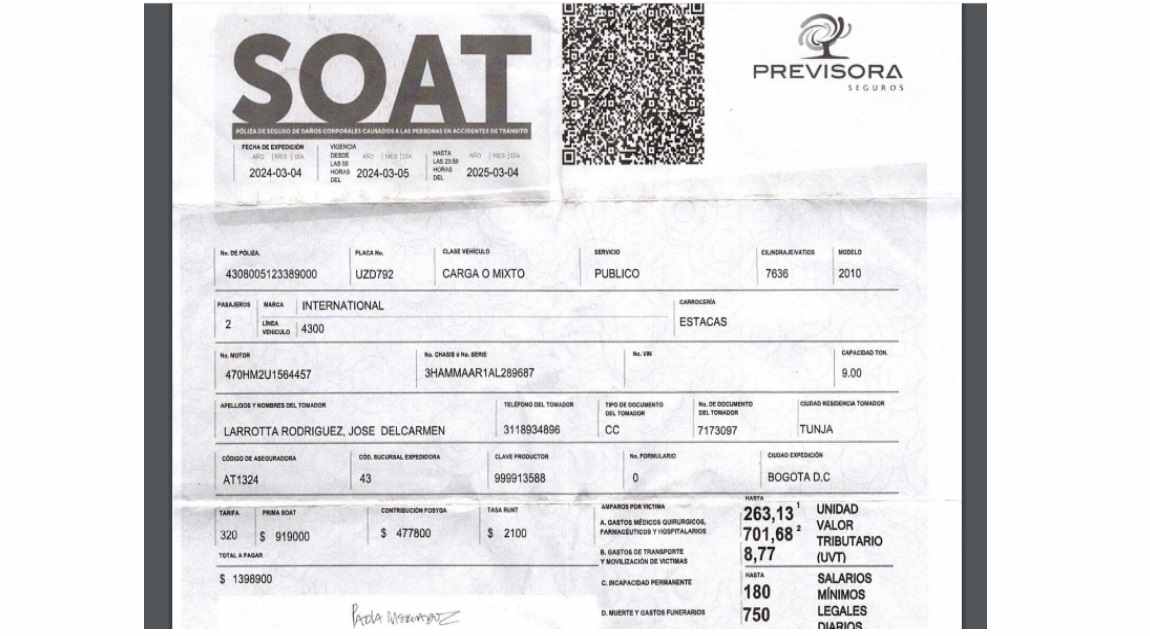 SOAT
PREVISORA
SEGUROS
PÓLIZA DE SEGURO DE DAÑOS CORPORALES CAUSADOS A LAS PERSONAS EN ACCIDENTES DE TRÁNSITO
FECHA DE EXPEDICIÓN
AÑO | MES | DÍA
2024-03-04
VIGENCIA
DESDE LAS 00 HORAS DEL
AÑO | MES | DÍA
2024-03-05
HASTA LAS 23:59 HORAS DEL
AÑO | MES | DÍA
2025-03-04
No. DE PÓLIZA. PLACA No. CLASE VEHÍCULO SERVICIO CILINDRAJE/VATIOS MODELO
4308005123389000 UZD792 CARGA O MIXTO PUBLICO 7636 2010
PASAJEROS MARCA INTERNATIONAL CARROCERÍA
2 LÍNEA VEHICULO 4300 ESTACAS
No. MOTOR No. CHASIS ó No. SERIE No. VIN CAPACIDAD TON.
470HM2U1564457 3HAMMAAR1AL289687 9.00
APELLIDOS Y NOMBRES DEL TOMADOR TELÉFONO DEL TOMADOR TIPO DE DOCUMENTO DEL TOMADOR No. DE DOCUMENTO DEL TOMADOR CIUDAD RESIDENCIA TOMADOR
LARROTTA RODRIGUEZ, JOSE DELCARMEN 3118934896 CC 7173097 TUNJA
CÓDIGO DE ASEGURADORA CÓD. SUCURSAL EXPEDIDORA CLAVE PRODUCTOR No. FORMULARIO CIUDAD EXPEDICIÓN
AT1324 43 999913588 0 BOGOTA D.C
TARIFA PRIMA SOAT CONTRIBUCIÓN FOSYGA TASA RUNT
320 $ 919000 $ 477800 $ 2100
TOTAL A PAGAR
$ 1398900
AMPAROS POR VÍCTIMA
HASTA
A. GASTOS MÉDICOS QUIRÚRGICOS, FARMACÉUTICOS Y HOSPITALARIOS
263,13 1
701,68 2
B. GASTOS DE TRANSPORTE Y MOVILIZACIÓN DE VICTIMAS
8,77
UNIDAD
VALOR
TRIBUTARIO
(UVT)
HASTA
C. INCAPACIDAD PERMANENTE
180
D. MUERTE Y GASTOS FUNERARIOS
750
SALARIOS
MÍNIMOS
LEGALES
DIARIOS